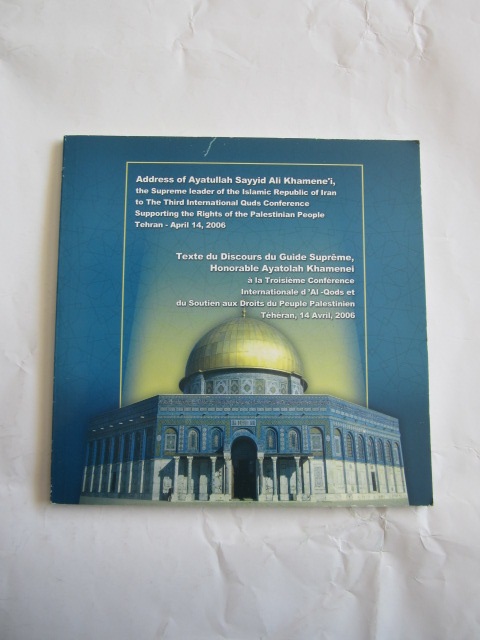 Address of Ayatullah Sayyid Ali Khamene'i,
the Supreme leader of the Islamic Republic of Iran
to The Third International Quds Conference
Supporting the Rights of the Palestinian People
Tehran - April 14, 2006
Texte du Discours du Guide Suprême,
Honorable Ayatolah Khamenei
à la Troisième Conférence
Internationale d'Al-Qods et
du Soutien aux Droits du Peuple Palestinien
Tehéran, 14 Avril, 2006